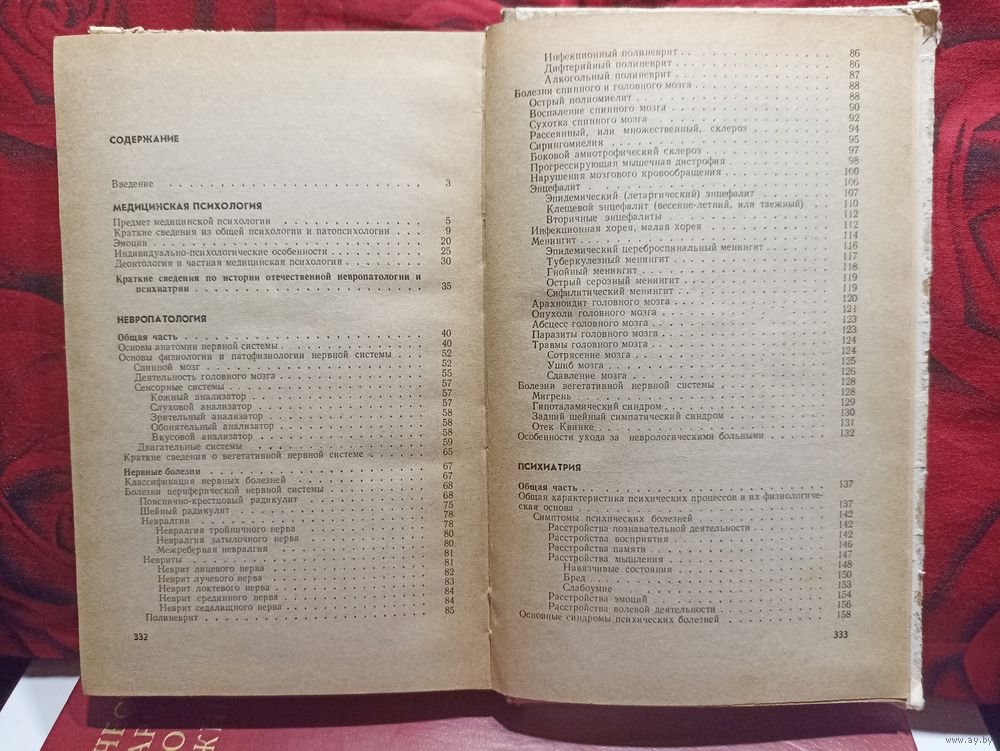 СОДЕРЖАНИЕ
Введение 3
МЕДИЦИНСКАЯ ПСИХОЛОГИЯ
Предмет медицинской психологии 5
Краткие сведения из общей психологии и патопсихологии 9
Эмоции 20
Индивидуально-психологические особенности 25
Деонтология и частная медицинская психология 30
Краткие сведения по истории отечественной невропатологии и
психиатрии 35
НЕВРОПАТОЛОГИЯ
Общая часть 40
Основы анатомии нервной системы 40
Основы физиологии и патофизиологии нервной системы 52
Спинной мозг 52
Деятельность головного мозга 55
Сенсорные системы 57
Кожный анализатор 57
Слуховой анализатор 57
Зрительный анализатор 58
Обонятельный анализатор 58
Вкусовой анализатор 58
Двигательные системы 59
Краткие сведения о вегетативной нервной системе 65
Нервные болезни 67
Классификация нервных болезней 67
Болезни периферической нервной системы 68
Пояснично-крестцовый радикулит 68
Шейный радикулит 75
Невралгии 78
Невралгия тройничного нерва 78
Невралгия затылочного нерва 80
Межреберная невралгия 80
Невриты 81
Неврит лицевого нерва 81
Неврит лучевого нерва 82
Неврит локтевого нерва 83
Неврит срединного нерва 84
Неврит седалищного нерва 84
Полиневрит 85
332
Инфекционный полиневрит 86
Дифтерийный полиневрит 86
Алкогольный полиневрит 87
Болезни спинного и головного мозга 88
Острый полиомиелит 88
Воспаление спинного мозга 90
Сухотка спинного мозга 92
Рассеянный, или множественный, склероз 94
Сирингомиелия 95
Боковой амиотрофический склероз 97
Прогрессирующая мышечная дистрофия 98
Нарушения мозгового кровообращения 100
Энцефалит 106
Эпидемический (летаргический) энцефалит 107
Клещевой энцефалит (весенне-летний, или таежный) 110
Вторичные энцефалиты 112
Инфекционная хорея, малая хорея 112
Менингит 114
Эпидемический цереброспинальный менингит 116
Туберкулезный менингит 117
Гнойный менингит 118
Острый серозный менингит 119
Сифилитический менингит 119
Арахноидит головного мозга 120
Опухоли головного мозга 121
Абсцесс головного мозга 123
Паразиты головного мозга 123
Травмы головного мозга 124
Сотрясение мозга 124
Ушиб мозга 125
Сдавление мозга 126
Болезни вегетативной нервной системы 128
Мигрень 128
Гипоталамический синдром 129
Задний шейный симпатический синдром 130
Отек Квинке 131
Особенности ухода за неврологическими больными 132
ПСИХИАТРИЯ
Общая часть 137
Общая характеристика психических процессов и их физиологиче-
ская основа 137
Симптомы психических болезней 142
Расстройства познавательной деятельности 142
Расстройства восприятия 142
Расстройства памяти 146
Расстройства мышления 147
Навязчивые состояния 148
Бред 150
Слабоумие 153
Расстройства эмоций 154
Расстройства волевой деятельности 156
Основные синдромы психических болезней 158
333
www.ay.by